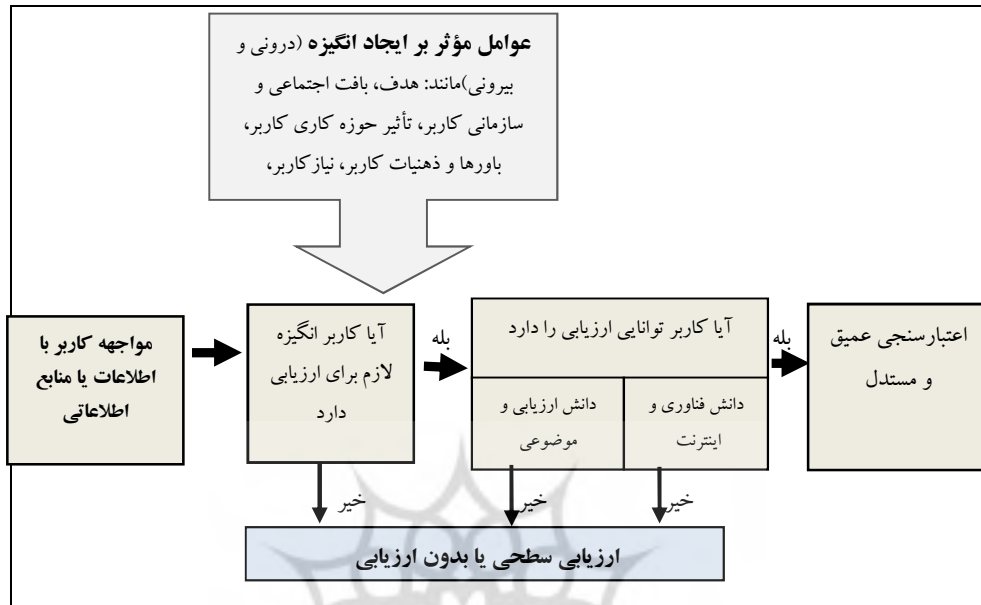 عوامل مؤثر بر ایجاد انگیزه (درونی و
بیرونی)مانند: هدف، بافت اجتماعی و
سازمانی کاربر، تأثیر حوزه کاری کاربر،
باورها و ذهنیات کاربر، نیازکاربر،
مواجهه کاربر با
اطلاعات یا منابع
اطلاعاتی
آیا کاربر انگیزه
لازم برای ارزیابی
دارد
بله
آیا کاربر توانایی ارزیابی را دارد
دانش ارزیابی و
موضوعی
دانش فناوری و
اینترنت
بله
اعتبارسنجی عمیق
و مستدل
خیر
خیر
خیر
ارزیابی سطحی یا بدون ارزیابی